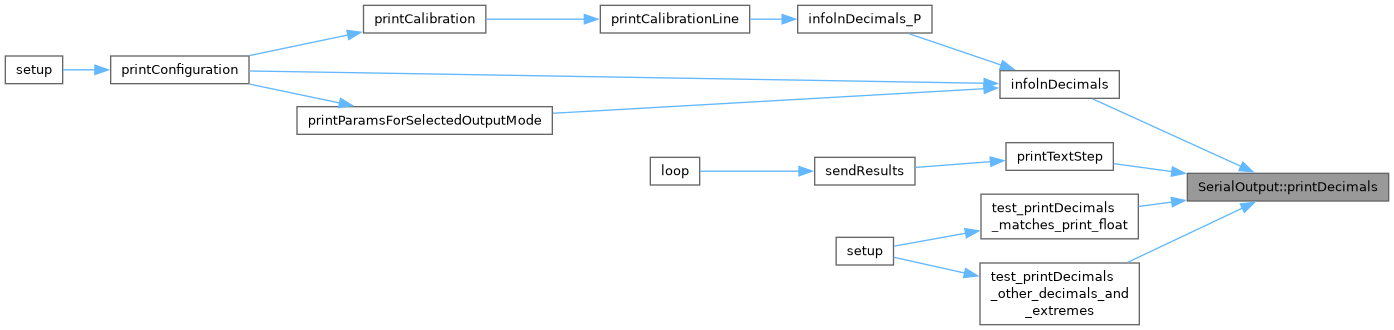 printCalibration
printCalibrationLine
infolnDecimals_P
setup
printConfiguration
infolnDecimals
printParamsForSelectedOutputMode
printTextStep
loop
sendResults
SerialOutput::printDecimals
test_printDecimals
_matches_print_float
setup
test_printDecimals
_other_decimals_and
_extremes